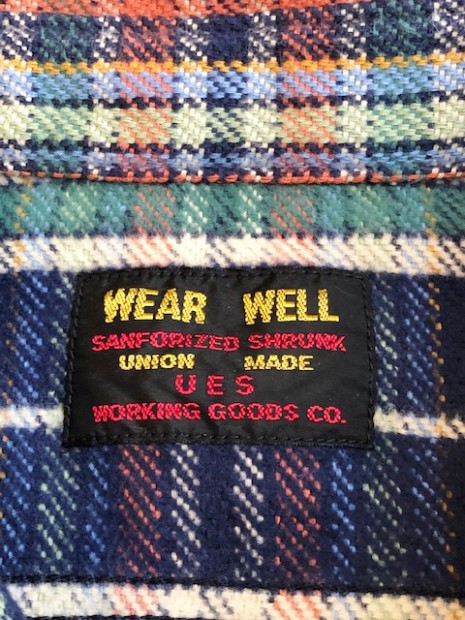 WEAR WELL
SANFORIZED SHRUNK
UNION MADE
UES
WORKING GOODS CO.